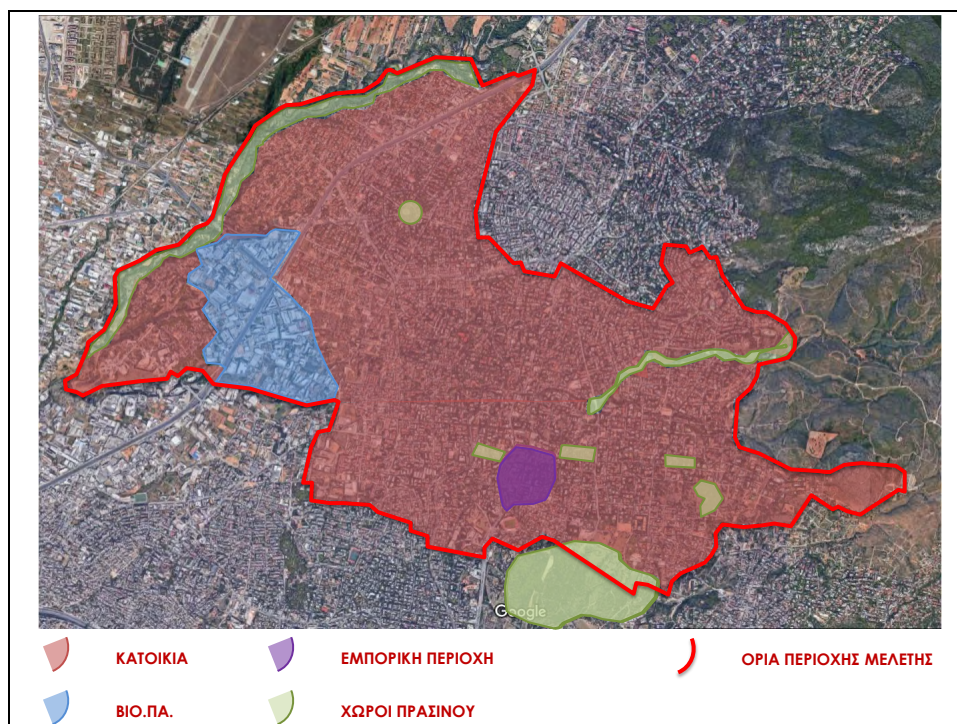 Google
ΚΑΤΟΙΚΙΑ
ΕΜΠΟΡΙΚΗ ΠΕΡΙΟΧΗ
ΟΡΙΑ ΠΕΡΙΟΧΗΣ ΜΕΛΕΤΗΣ
ΒΙΟ.ΠΑ.
ΧΩΡΟΙ ΠΡΑΣΙΝΟΥ